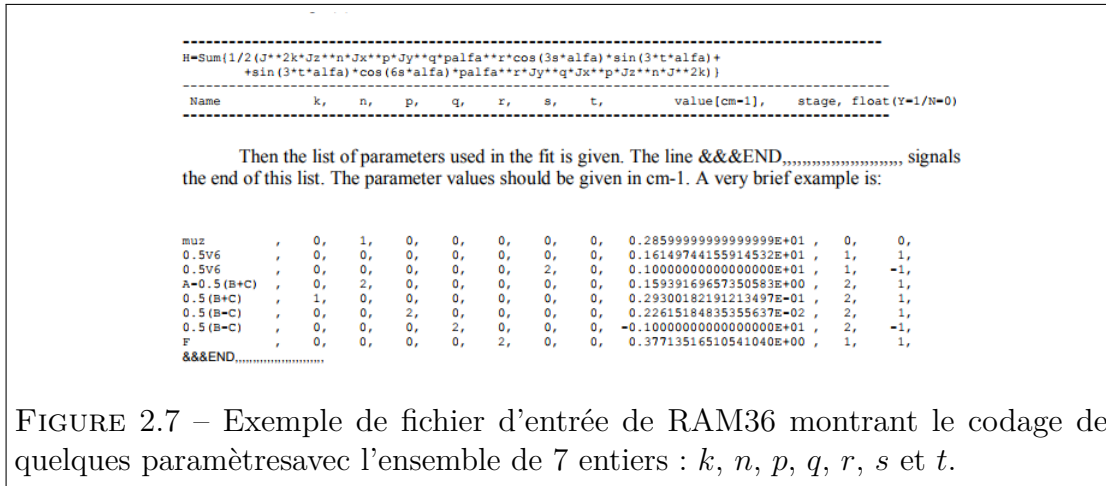 ----------------------------------------------------------------------------------
H=Sum{1/2(J**2k*Jz**n*Jx**p*Jy**q*palfa**r*cos(3s*alfa)*sin(3*t*alfa)+
+sin(3*t*alfa)*cos(6s*alfa)*palfa**r*Jy**q*Jx**p*Jz**n*J**2k)}
----------------------------------------------------------------------------------
Name k, n, p, q, r, s, t, value[cm-1], stage, float(Y=1/N=0)
----------------------------------------------------------------------------------
Then the list of parameters used in the fit is given. The line &&&END,,,,,,,,,,,,,,,,,,,,,,,,, signals
the end of this list. The parameter values should be given in cm-1. A very brief example is:
muz , 0, 1, 0, 0, 0, 0, 0, 0.28599999999999999E+01 , 0, 0,
0.5V6 , 0, 0, 0, 0, 0, 0, 0, 0.16149744155914532E+01 , 1, 1,
0.5V6 , 0, 0, 0, 0, 0, 2, 0, 0.10000000000000000E+01 , 1, -1,
A-0.5(B+C) , 0, 2, 0, 0, 0, 0, 0, 0.15939169657350583E+00 , 2, 1,
0.5(B+C) , 1, 0, 0, 0, 0, 0, 0, 0.29300182191213497E-01 , 2, 1,
0.5(B-C) , 0, 0, 2, 0, 0, 0, 0, 0.22615184835355637E-02 , 2, 1,
0.5(B-C) , 0, 0, 0, 2, 0, 0, 0, -0.10000000000000000E+01 , 2, -1,
F , 0, 0, 0, 0, 2, 0, 0, 0.37713516510541040E+00 , 1, 1,
&&&END,,,,,,,,,,,,,,,,,,,,,,,,,
FIGURE 2.7 – Exemple de fichier d'entrée de RAM36 montrant le codage de
quelques paramètresavec l'ensemble de 7 entiers : k, n, p, q, r, s et t.